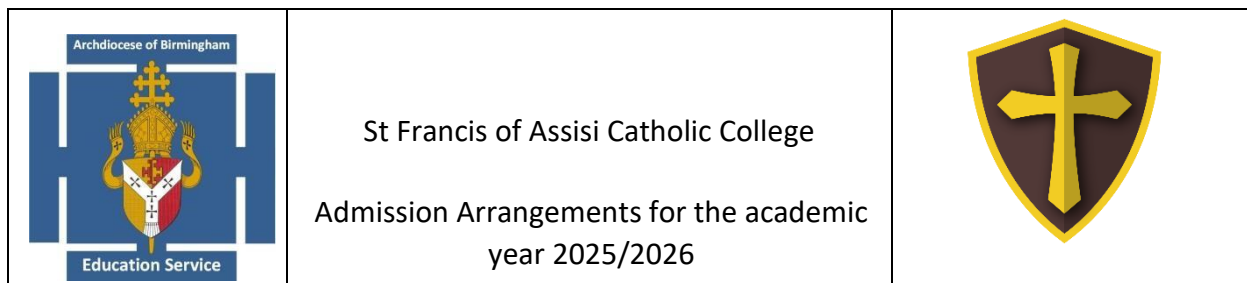 Archdiocese of Birmingham
Education Service
St Francis of Assisi Catholic College
Admission Arrangements for the academic
year 2025/2026